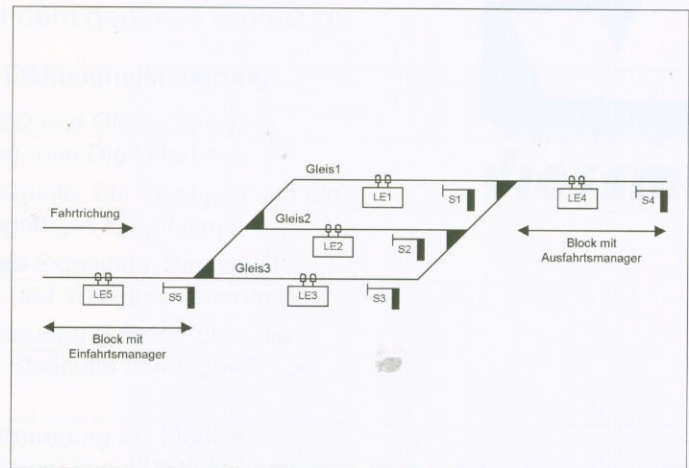 Gleis1
LE1
S1
LE4
S4
Fahrtrichung
Gleis2
LE2
S2
Block mit
Ausfahrtsmanager
Gleis3
LE5
S5
LE3
S3
Block mit
Einfahrtsmanager